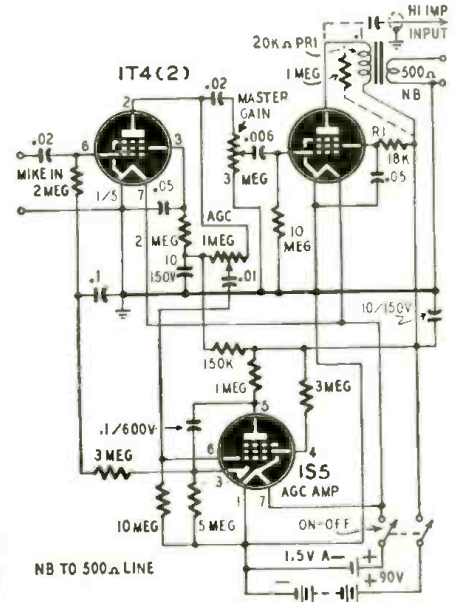 HI IMP
INPUT
20KΩ PRI
1 MEG
500Ω
NB
1T4(2)
.02
MASTER
GAIN
2
.02
6
3
.006
R1
18K
MIKE IN
2 MEG
1/5
7
.05
3
MEG
.05
AGC
2
MEG
1MEG
10
MEG
10
150V
.01
.1
10/150V
150K
1MEG
3MEG
.1/600V
5
6
4
3 MEG
3
1S5
AGC AMP
1
7
10MEG
5 MEG
ON-OFF
1.5V A
-
+
NB TO 500Ω LINE
-
+
90V